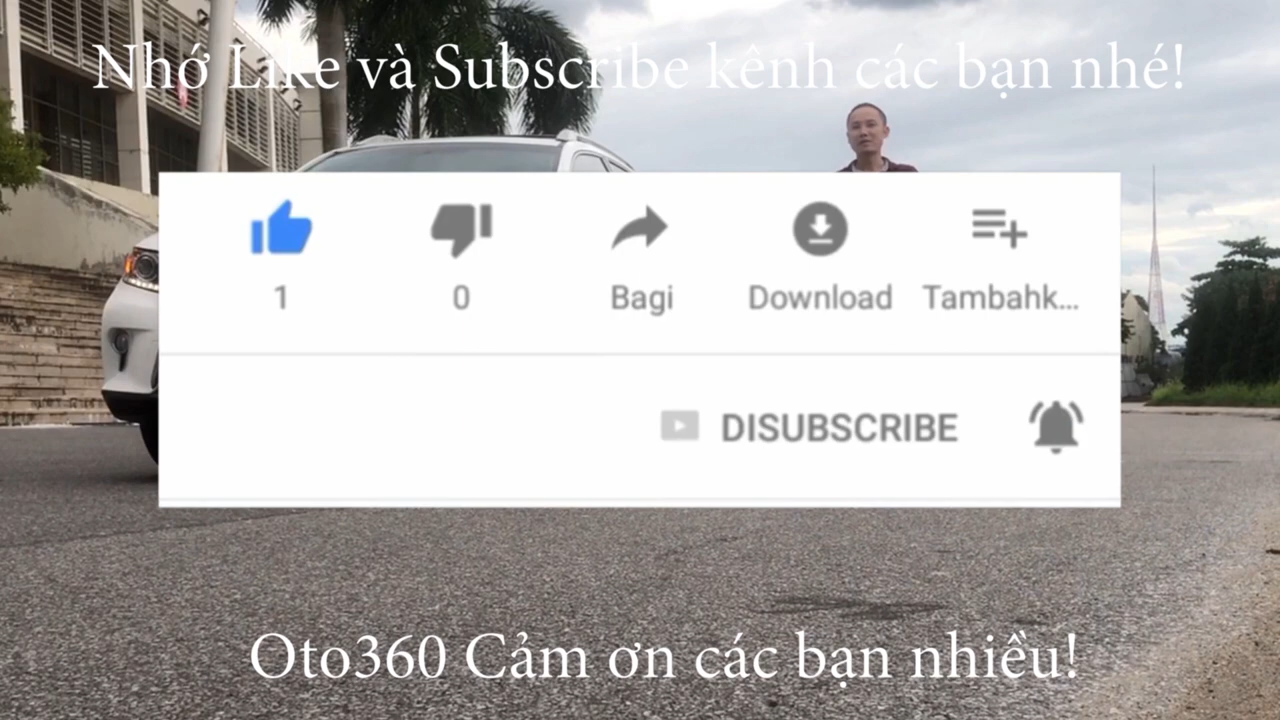 Nhớ Like và Subscribe kênh các bạn nhé!
1 0 Bagi Download Tambahk...
DISUBSCRIBE
Oto360 Cảm ơn các bạn nhiều!